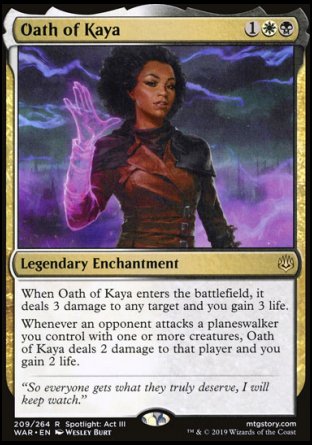 Oath of Kaya 1
Legendary Enchantment
When Oath of Kaya enters the battlefield, it
deals 3 damage to any target and you gain 3 life.
Whenever an opponent attacks a planeswalker
you control with one or more creatures, Oath
of Kaya deals 2 damage to that player and you
gain 2 life.
“So everyone gets what they truly deserve, I will
keep watch.”
209/264 R Spotlight: Act III mtgstory.com
WAR • EN Wesley Burt ™ & © 2019 Wizards of the Coast